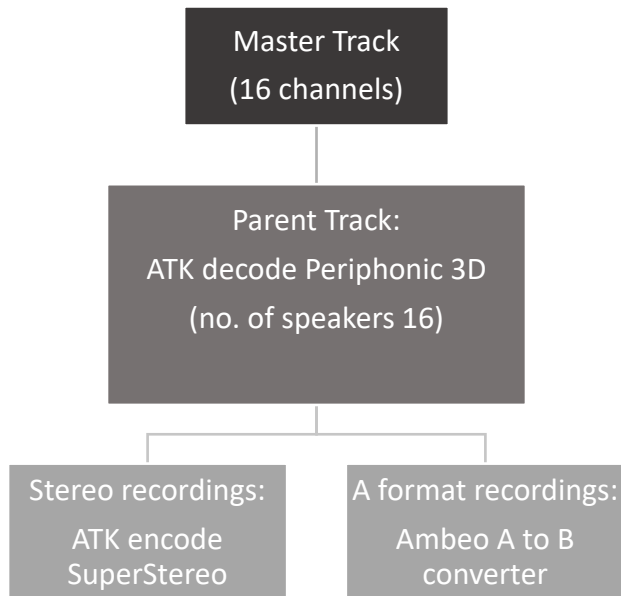 Master Track
(16 channels)
Parent Track:
ATK decode Periphonic 3D
(no. of speakers 16)
Stereo recordings:
ATK encode
SuperStereo
A format recordings:
Ambeo A to B
converter